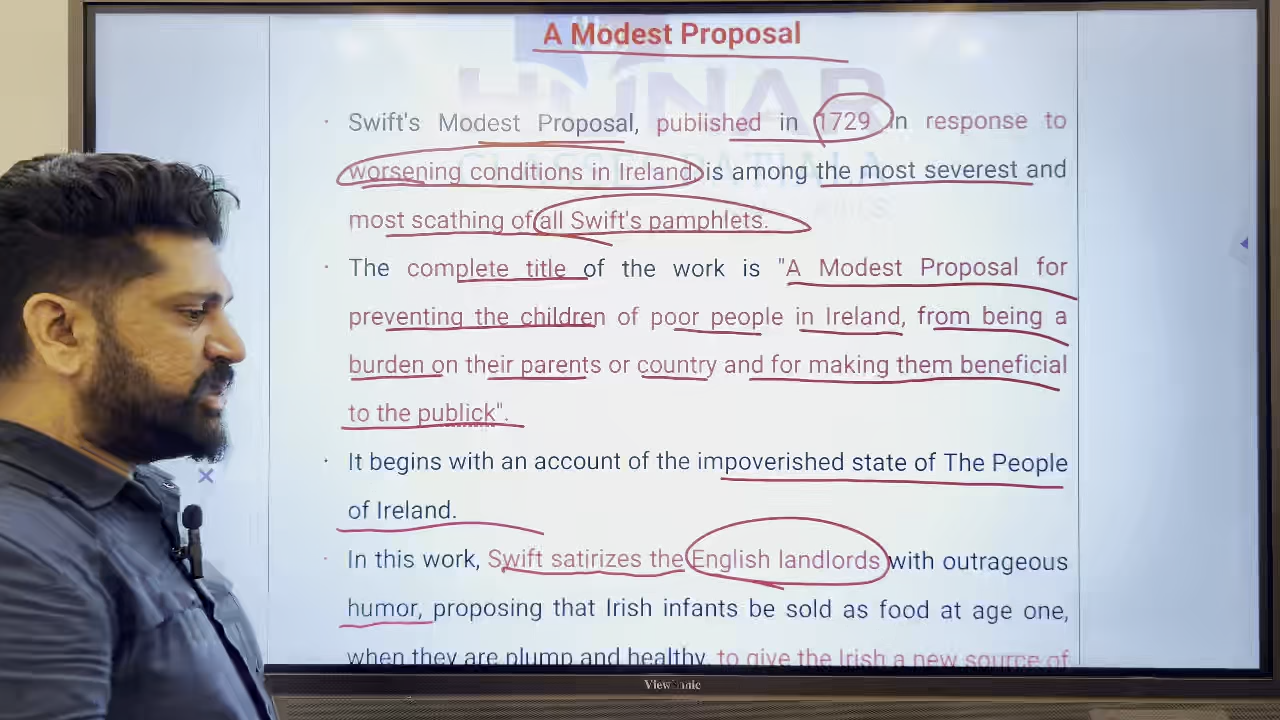 A Modest Proposal
HUNAR
· Swift's Modest Proposal, published in 1729 in response to
worsening conditions in Ireland, is among the most severest and
most scathing of all Swift's pamphlets.
· The complete title of the work is "A Modest Proposal for
preventing the children of poor people in Ireland, from being a
burden on their parents or country and for making them beneficial
to the publick".
· It begins with an account of the impoverished state of The People
of Ireland.
· In this work, Swift satirizes the English landlords with outrageous
humor, proposing that Irish infants be sold as food at age one,
when they are plump and healthy, to give the Irish a new source of
ViewSonic